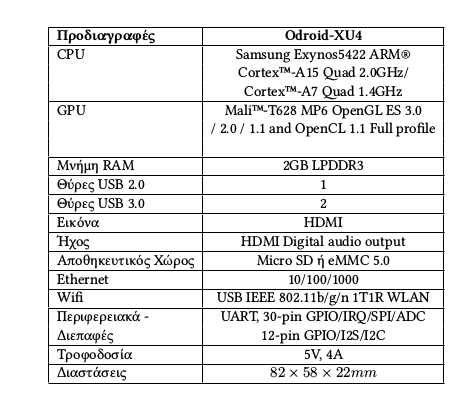 Προδιαγραφές Odroid-XU4
CPU Samsung Exynos5422 ARM®
Cortex™-A15 Quad 2.0GHz/
Cortex™-A7 Quad 1.4GHz
GPU Mali™-T628 MP6 OpenGL ES 3.0
/ 2.0 / 1.1 and OpenCL 1.1 Full profile
Μνήμη RAM 2GB LPDDR3
Θύρες USB 2.0 1
Θύρες USB 3.0 2
Εικόνα HDMI
Ήχος HDMI Digital audio output
Αποθηκευτικός Χώρος Micro SD ή eMMC 5.0
Ethernet 10/100/1000
Wifi USB IEEE 802.11b/g/n 1T1R WLAN
Περιφερειακά - UART, 30-pin GPIO/IRQ/SPI/ADC
Διεπαφές 12-pin GPIO/I2S/I2C
Τροφοδοσία 5V, 4A
Διαστάσεις 82 × 58 × 22mm